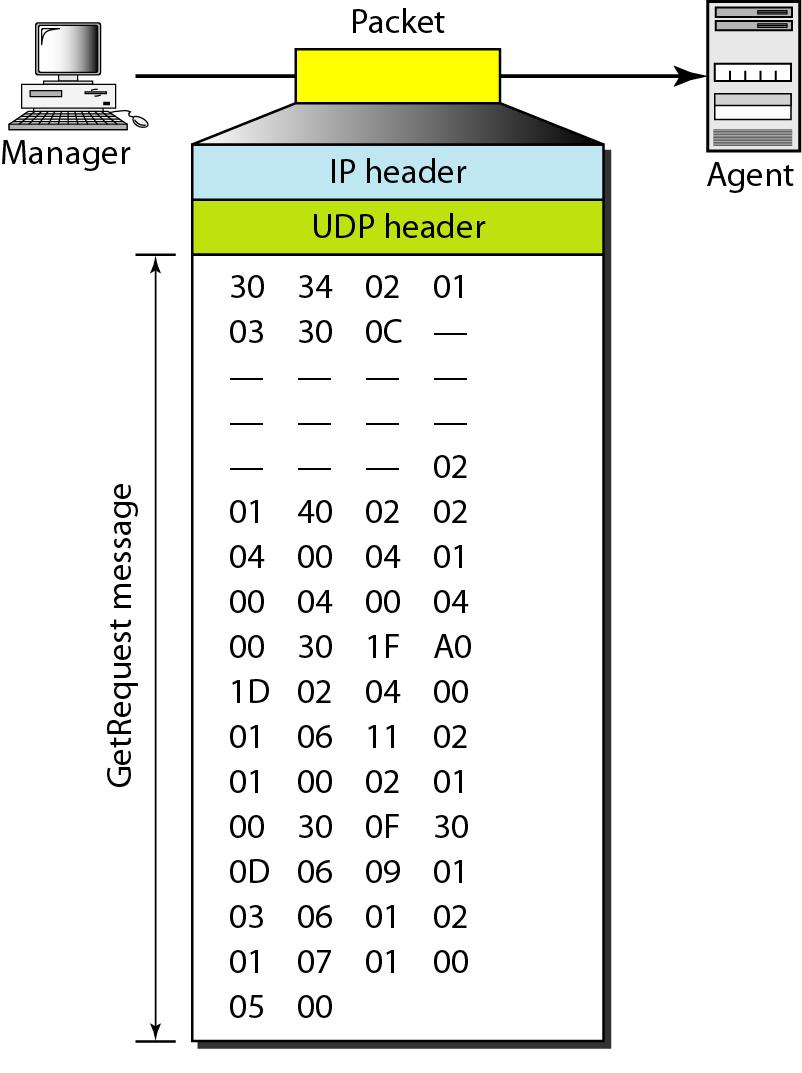 Packet
Manager
Agent
IP header
UDP header
GetRequest message
30 34 02 01
03 30 0C —
— — — —
— — — —
— — — 02
01 40 02 02
04 00 04 01
00 04 00 04
00 30 1F A0
1D 02 04 00
01 06 11 02
01 00 02 01
00 30 0F 30
0D 06 09 01
03 06 01 02
01 07 01 00
05 00